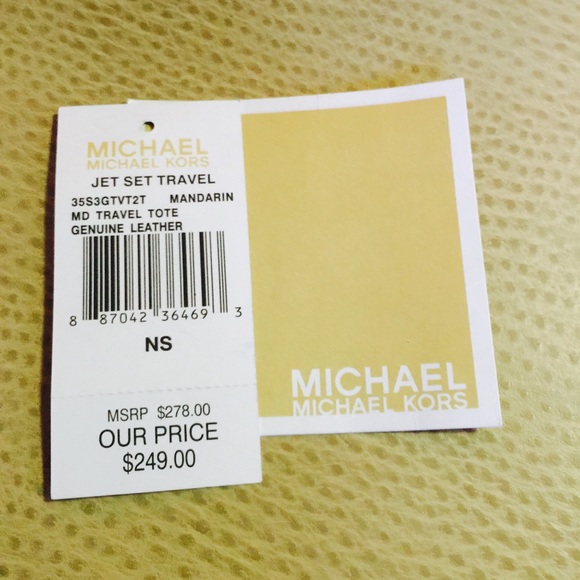 MICHAEL
MICHAEL KORS
JET SET TRAVEL
35S3GTVT2T MANDARIN
MD TRAVEL TOTE
GENUINE LEATHER
8 87042 36469 3
NS
MSRP $278.00
OUR PRICE
$249.00
MICHAEL
MICHAEL KORS